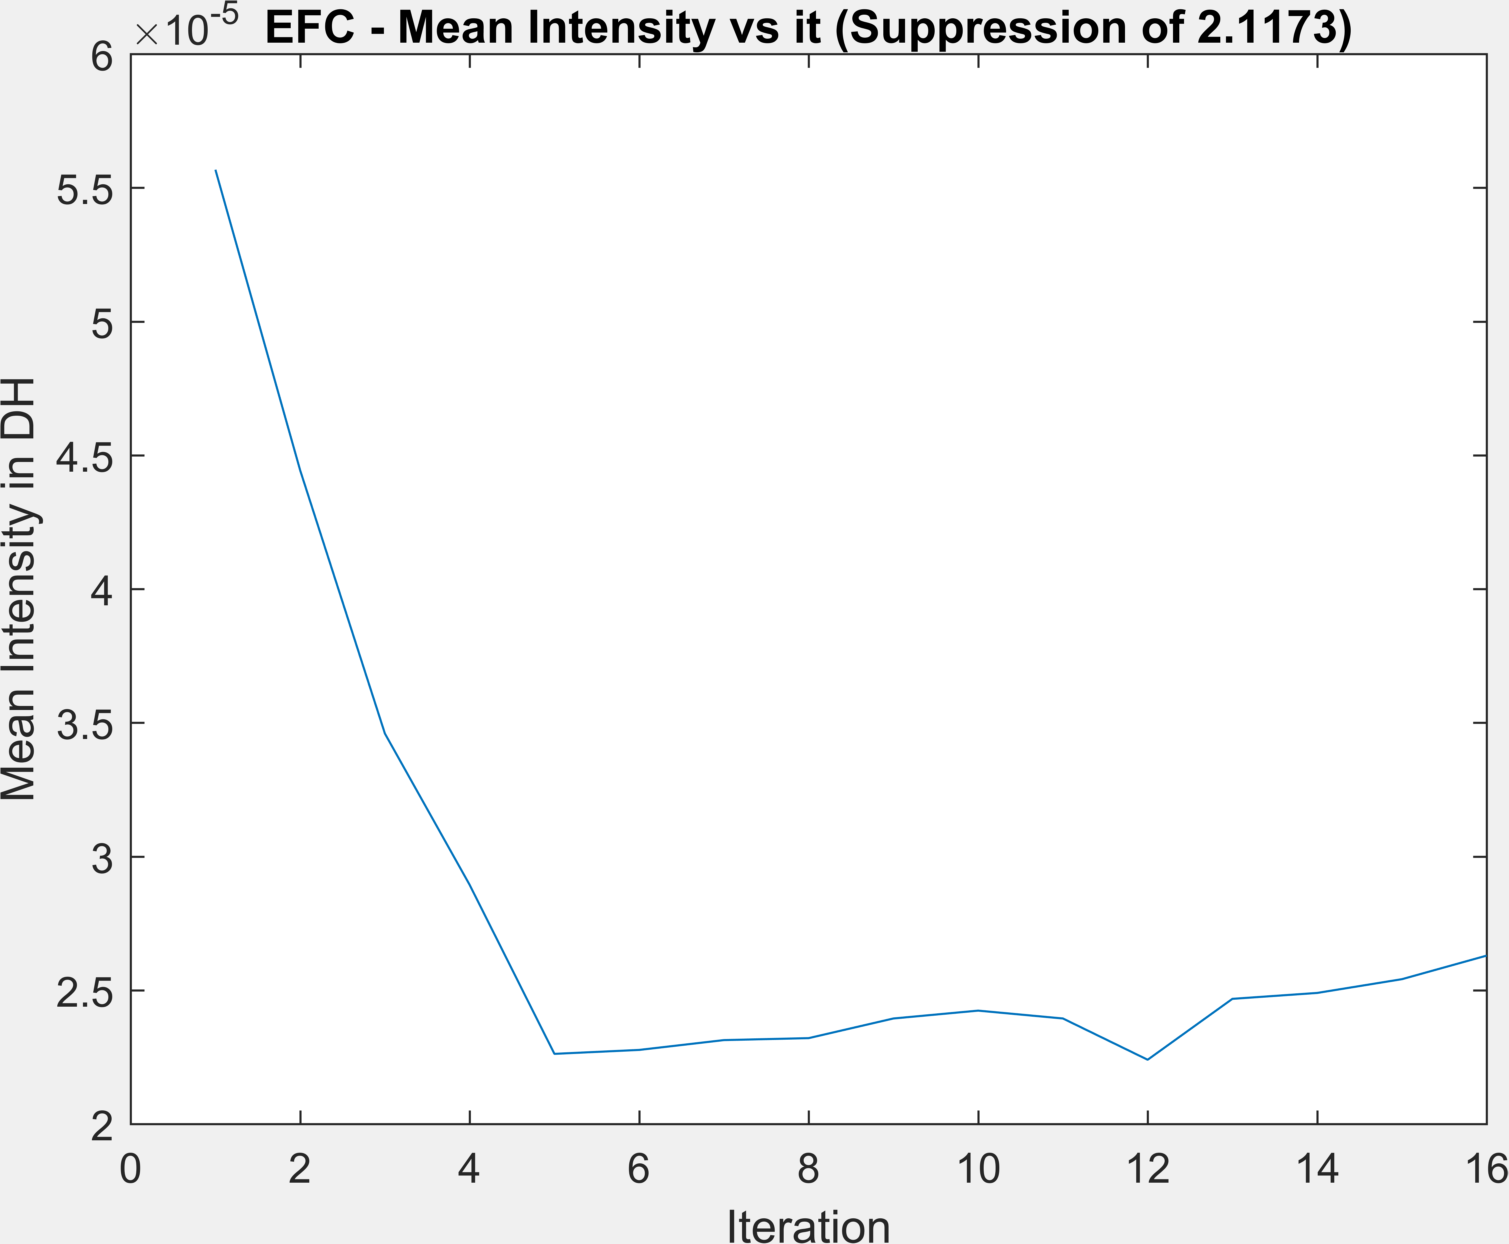 ×10-5 EFC - Mean Intensity vs it (Suppression of 2.1173)
6
5.5
5
4.5
4
3.5
3
2.5
2
Mean Intensity in DH
0 2 4 6 8 10 12 14 16
Iteration